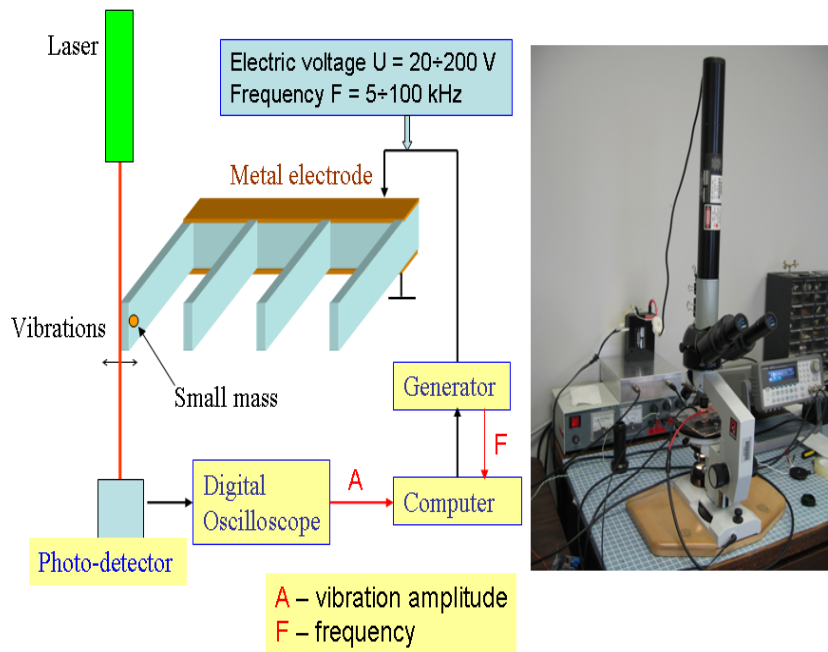 Laser
Electric voltage U = 20÷200 V
Frequency F = 5÷100 kHz
Metal electrode
Vibrations
Small mass
Generator
F
A
Digital
Oscilloscope
Computer
Photo-detector
A – vibration amplitude
F – frequency